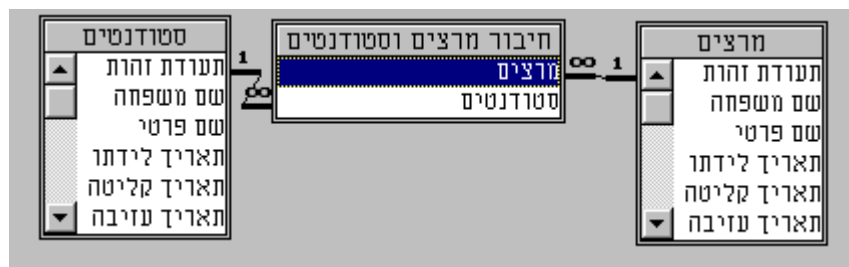 מרצים
תעודת זהות
שם משפחה
שם פרטי
תאריך לידתו
תאריך קליטה
תאריך עזיבה
1 ∞
חיבור מרצים וסטודנטים
מרצים
סטודנטים
∞ 1
סטודנטים
תעודת זהות
שם משפחה
שם פרטי
תאריך לידתו
תאריך קליטה
תאריך עזיבה